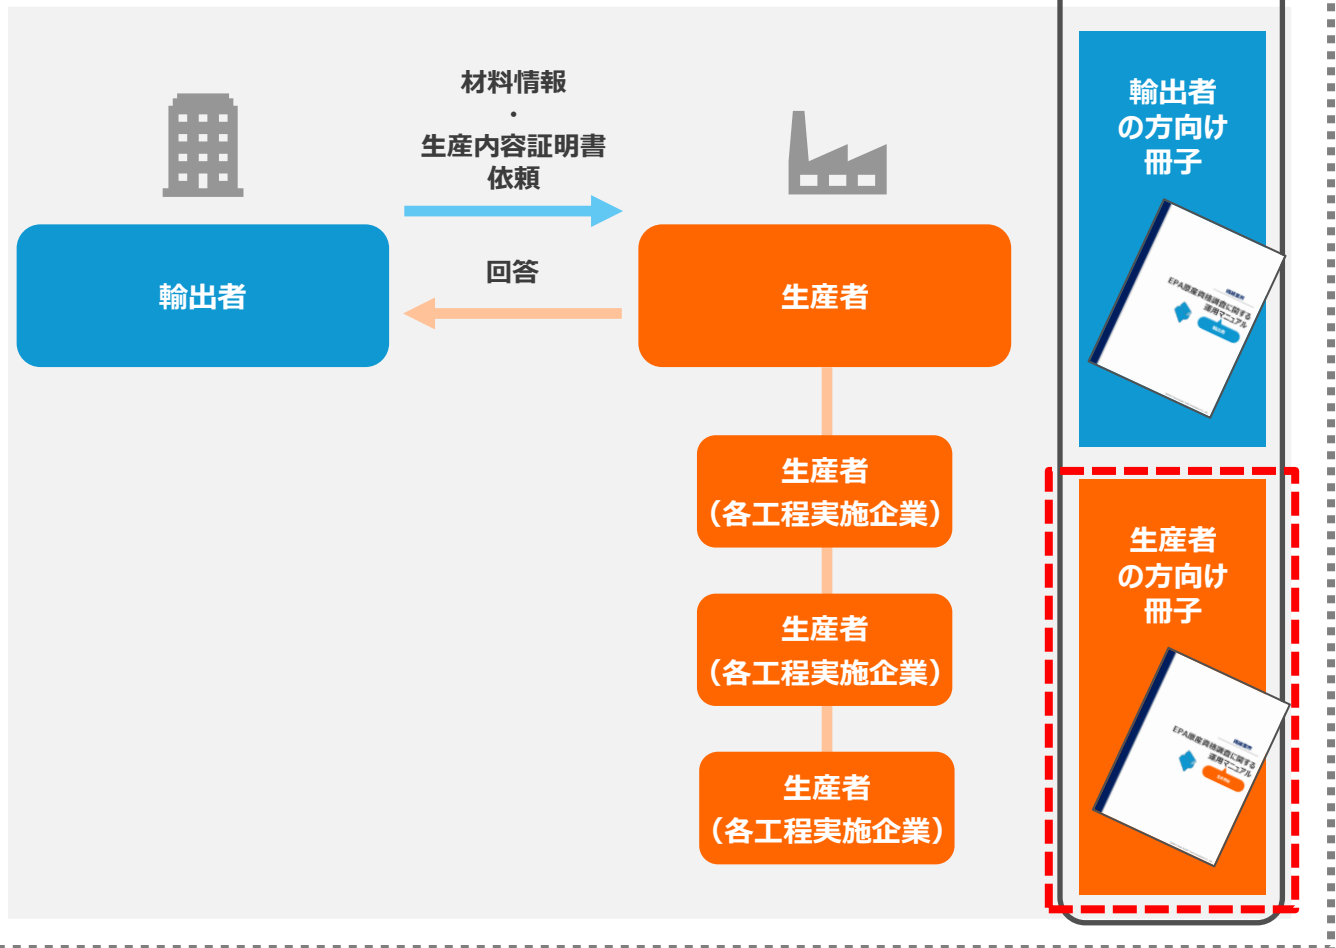 材料情報
・
生産内容証明書
依頼
回答
輸出者
生産者
生産者
（各工程実施企業）
生産者
（各工程実施企業）
生産者
（各工程実施企業）
輸出者
の方向け
冊子
EPA原産資格調査に関する
運用マニュアル
生産者
の方向け
冊子
EPA原産資格調査に関する
運用マニュアル